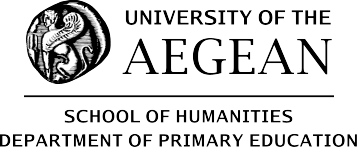 UNIVERSITY OF THE
AEGEAN
SCHOOL OF HUMANITIES
DEPARTMENT OF PRIMARY EDUCATION